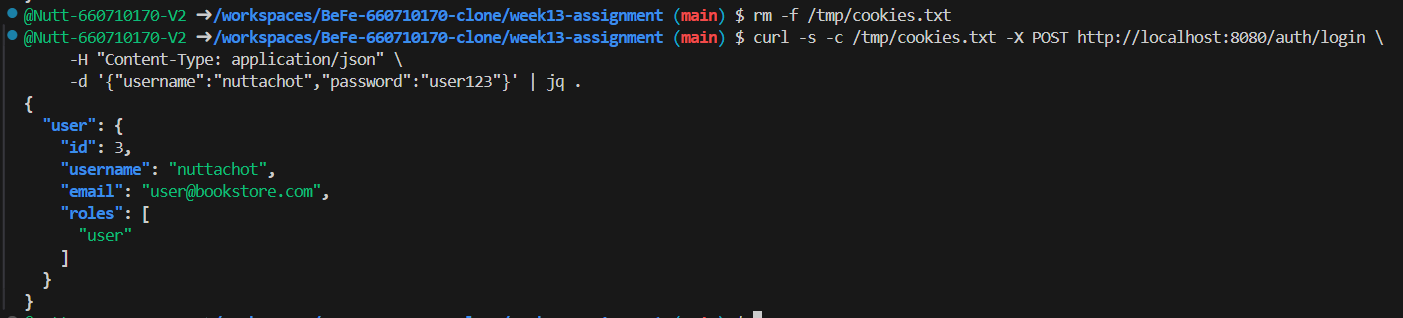 @Nutt-660710170-V2 ➜/workspaces/BeFe-660710170-clone/week13-assignment (main) $ rm -f /tmp/cookies.txt
@Nutt-660710170-V2 ➜/workspaces/BeFe-660710170-clone/week13-assignment (main) $ curl -s -c /tmp/cookies.txt -X POST http://localhost:8080/auth/login \
-H "Content-Type: application/json" \
-d '{"username":"nuttachot","password":"user123"}' | jq .
{
"user": {
"id": 3,
"username": "nuttachot",
"email": "user@bookstore.com",
"roles": [
"user"
]
}
}